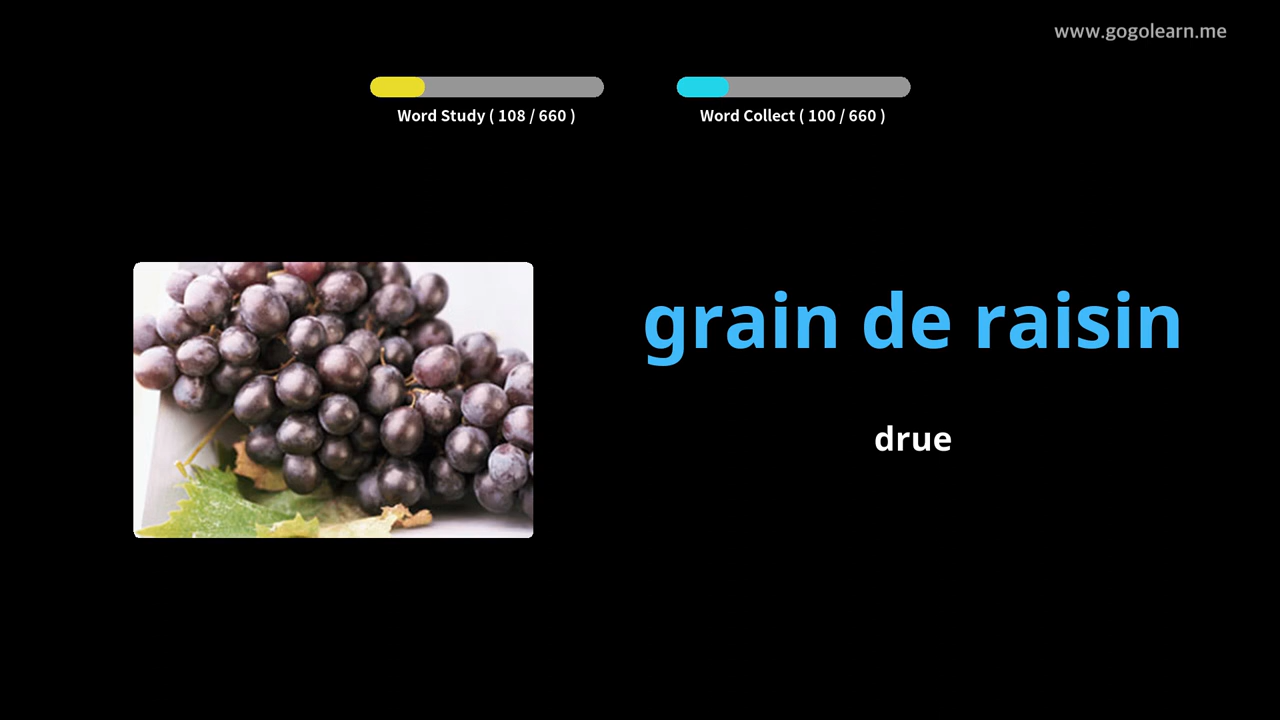 www.gogolearn.me
Word Study ( 108 / 660 )
Word Collect ( 100 / 660 )
grain de raisin
drue